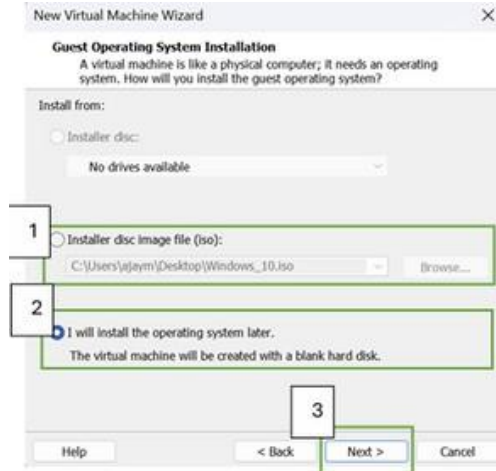 New Virtual Machine Wizard
Guest Operating System Installation
A virtual machine is like a physical computer; it needs an operating
system. How will you install the guest operating system?
Install from:
Installer disc:
No drives available
1
Installer disc image file (iso):
C:\Users\ajaym\Desktop\Windows_10.iso
Browse...
2
I will install the operating system later.
The virtual machine will be created with a blank hard disk.
3
Help
< Back
Next >
Cancel